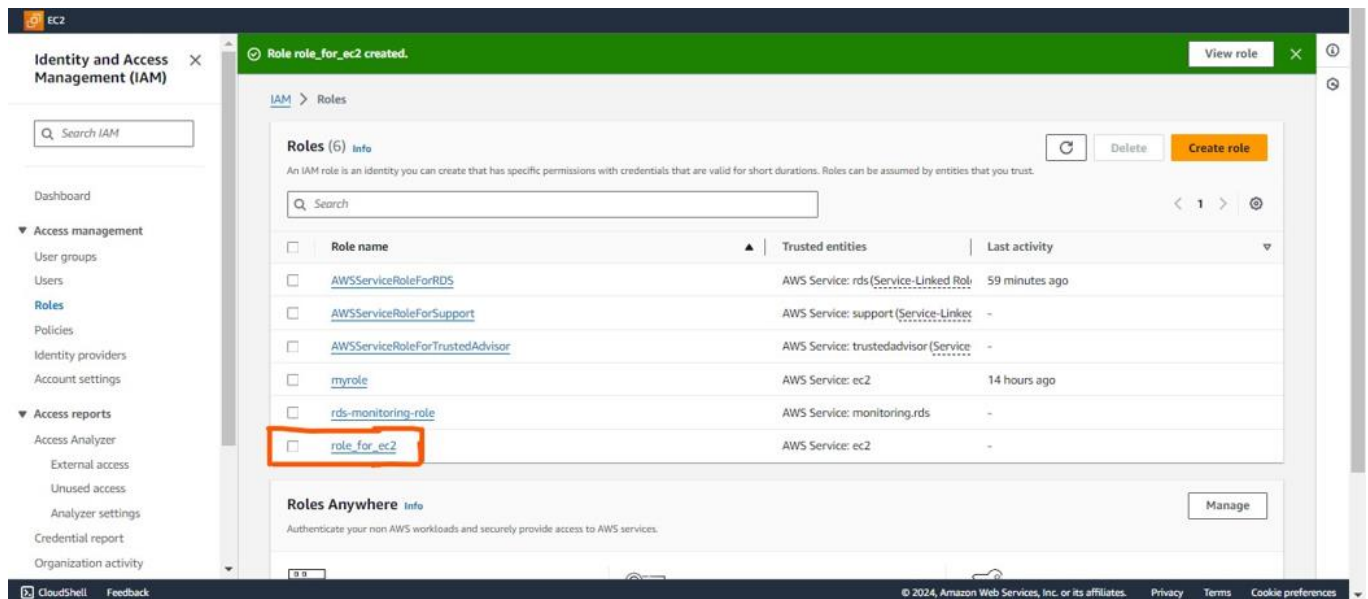 EC2
Identity and Access
Management (IAM)
Search IAM
Dashboard
Access management
User groups
Users
Roles
Policies
Identity providers
Account settings
Access reports
Access Analyzer
External access
Unused access
Analyzer settings
Credential report
Organization activity
Role role_for_ec2 created.
View role
IAM > Roles
Roles (6) Info
Delete
Create role
An IAM role is an identity you can create that has specific permissions with credentials that are valid for short durations. Roles can be assumed by entities that you trust.
Search
1
Role name Trusted entities Last activity
AWSServiceRoleForRDS AWS Service: rds (Service-Linked Rol 59 minutes ago
AWSServiceRoleForSupport AWS Service: support (Service-Linked -
AWSServiceRoleForTrustedAdvisor AWS Service: trustedadvisor (Service -
myrole AWS Service: ec2 14 hours ago
rds-monitoring-role AWS Service: monitoring.rds -
role_for_ec2 AWS Service: ec2 -
Roles Anywhere Info
Manage
Authenticate your non AWS workloads and securely provide access to AWS services.
CloudShell Feedback © 2024, Amazon Web Services, Inc. or its affiliates. Privacy Terms Cookie preferences